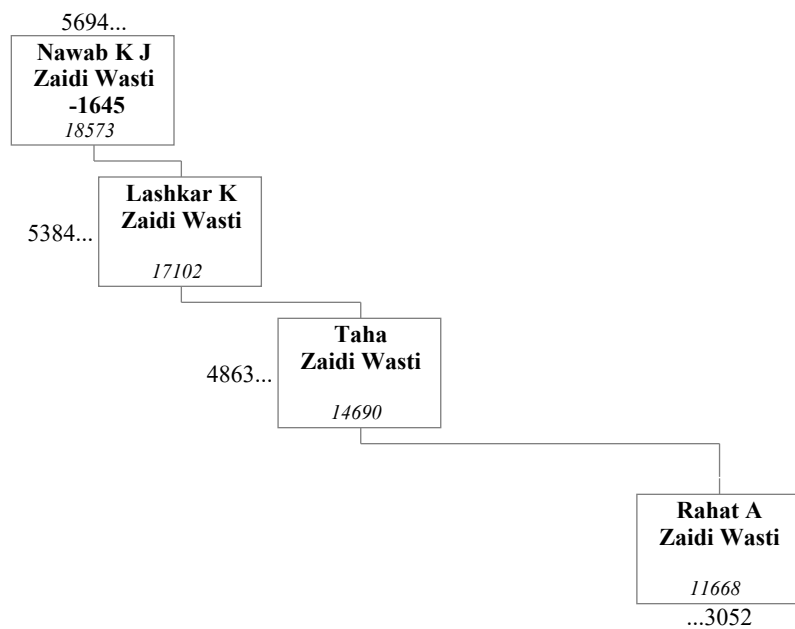 5694...
Nawab K J
Zaidi Wasti
-1645
18573
Lashkar K
Zaidi Wasti
5384...
17102
Taha
Zaidi Wasti
4863...
14690
Rahat A
Zaidi Wasti
11668
...3052